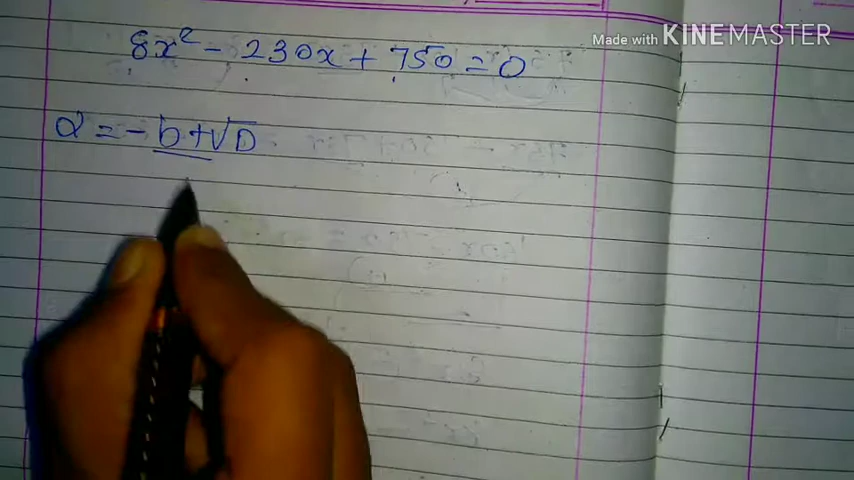 8x² - 230x + 750 = 0
α = - b + √D
Made with KINEMASTER